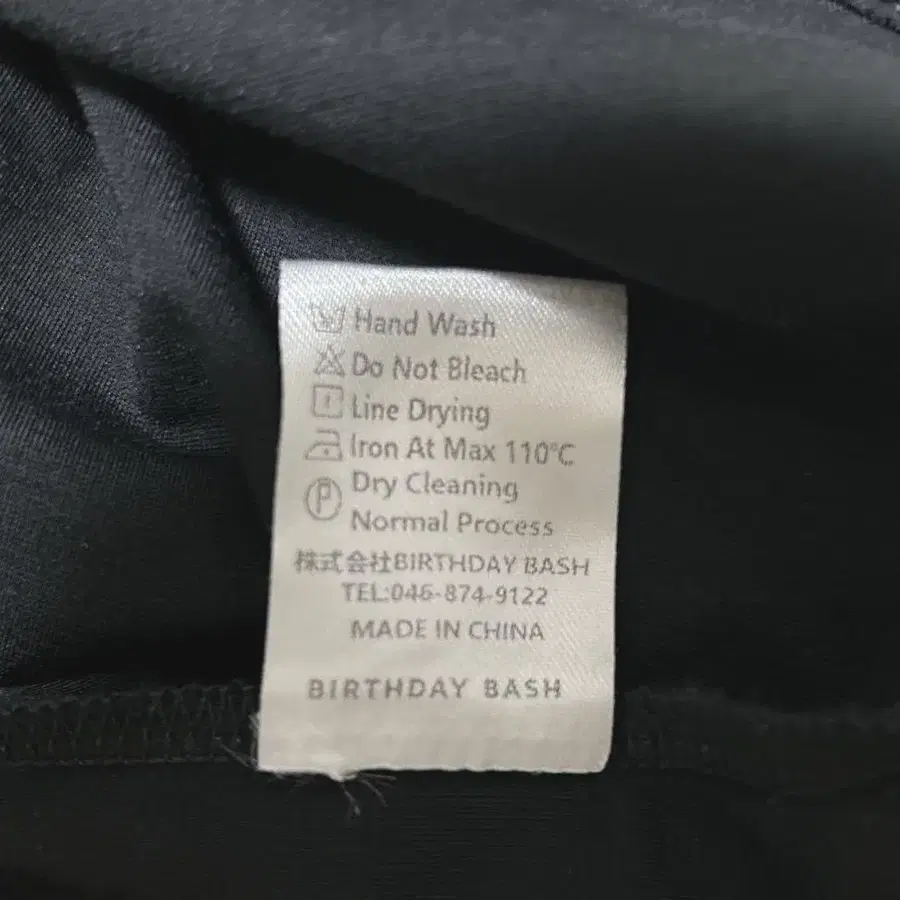 Hand Wash
Do Not Bleach
Line Drying
Iron At Max 110°C
P Dry Cleaning
Normal Process
株式会社BIRTHDAY BASH
TEL:046-874-9122
MADE IN CHINA
BIRTHDAY BASH